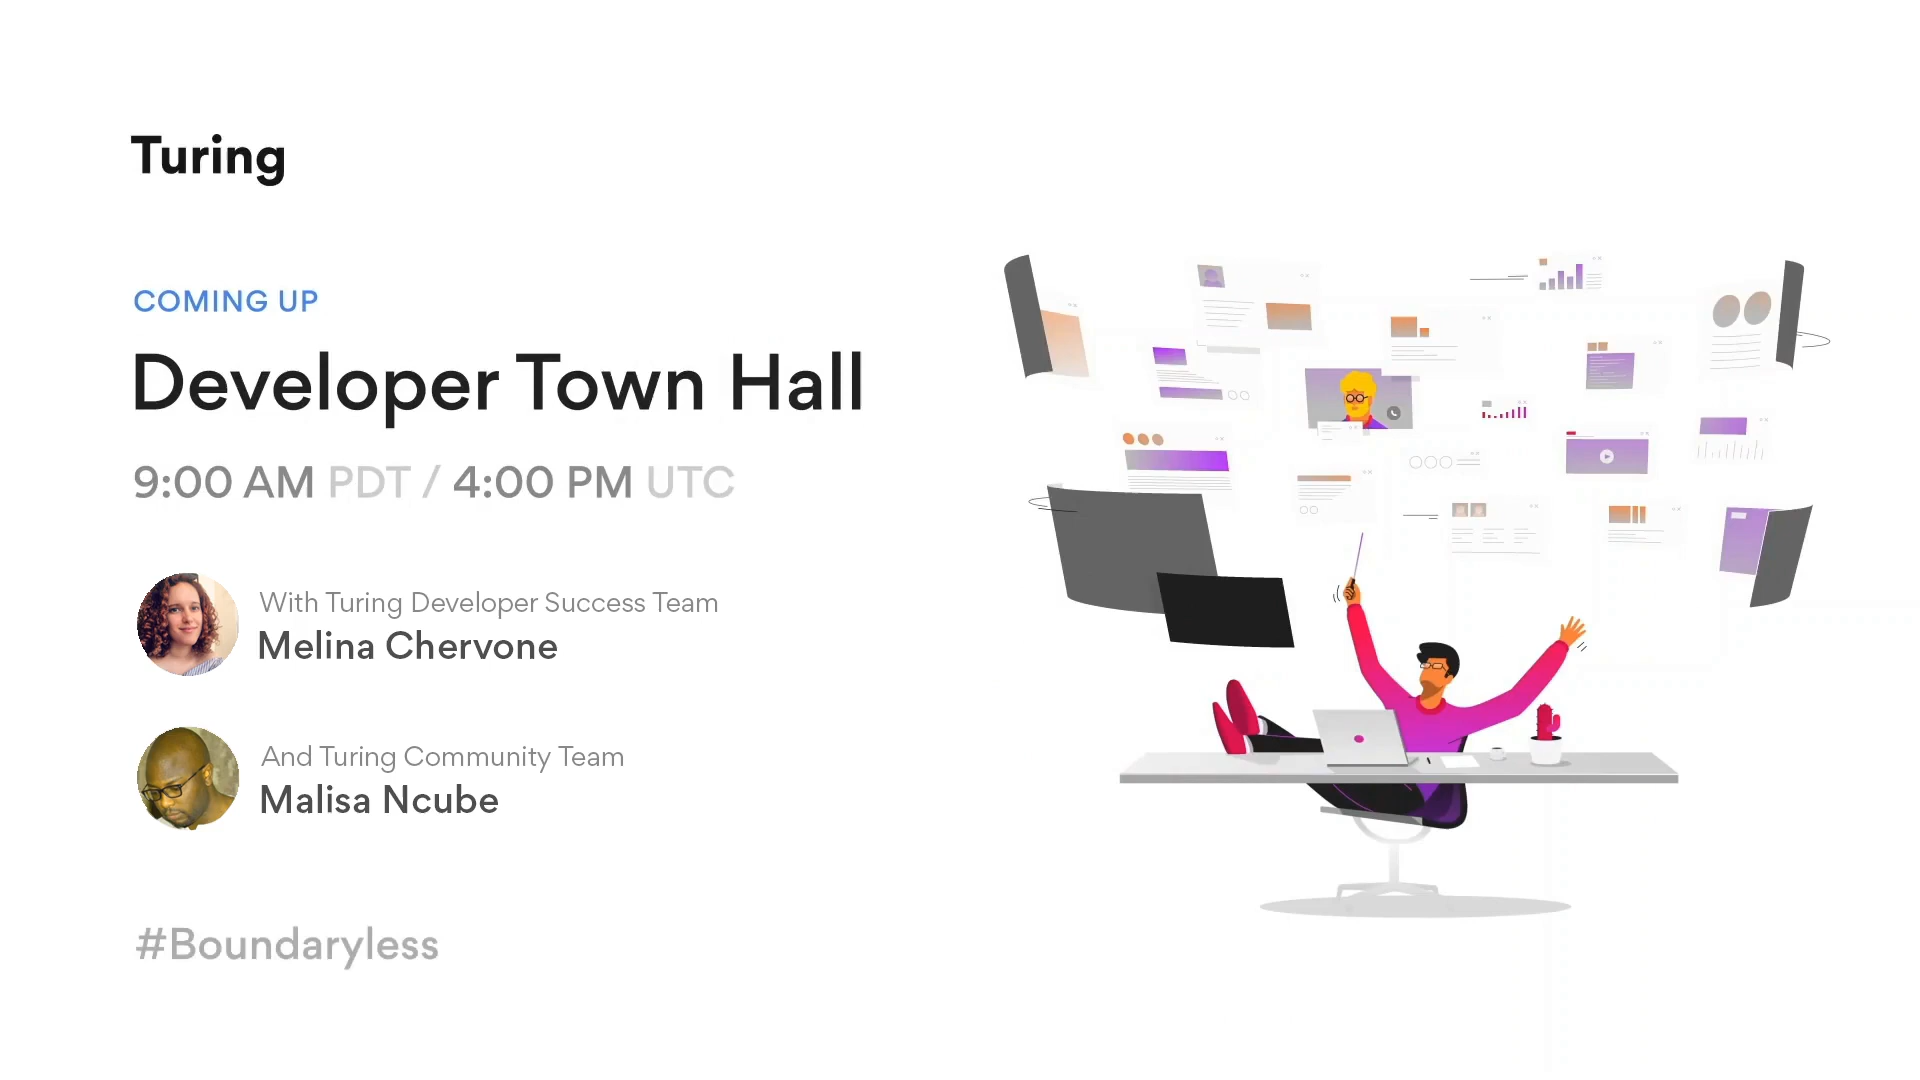 Turing
COMING UP
Developer Town Hall
9:00 AM PDT / 4:00 PM UTC
With Turing Developer Success Team
Melina Chervone
And Turing Community Team
Malisa Ncube
#Boundaryless